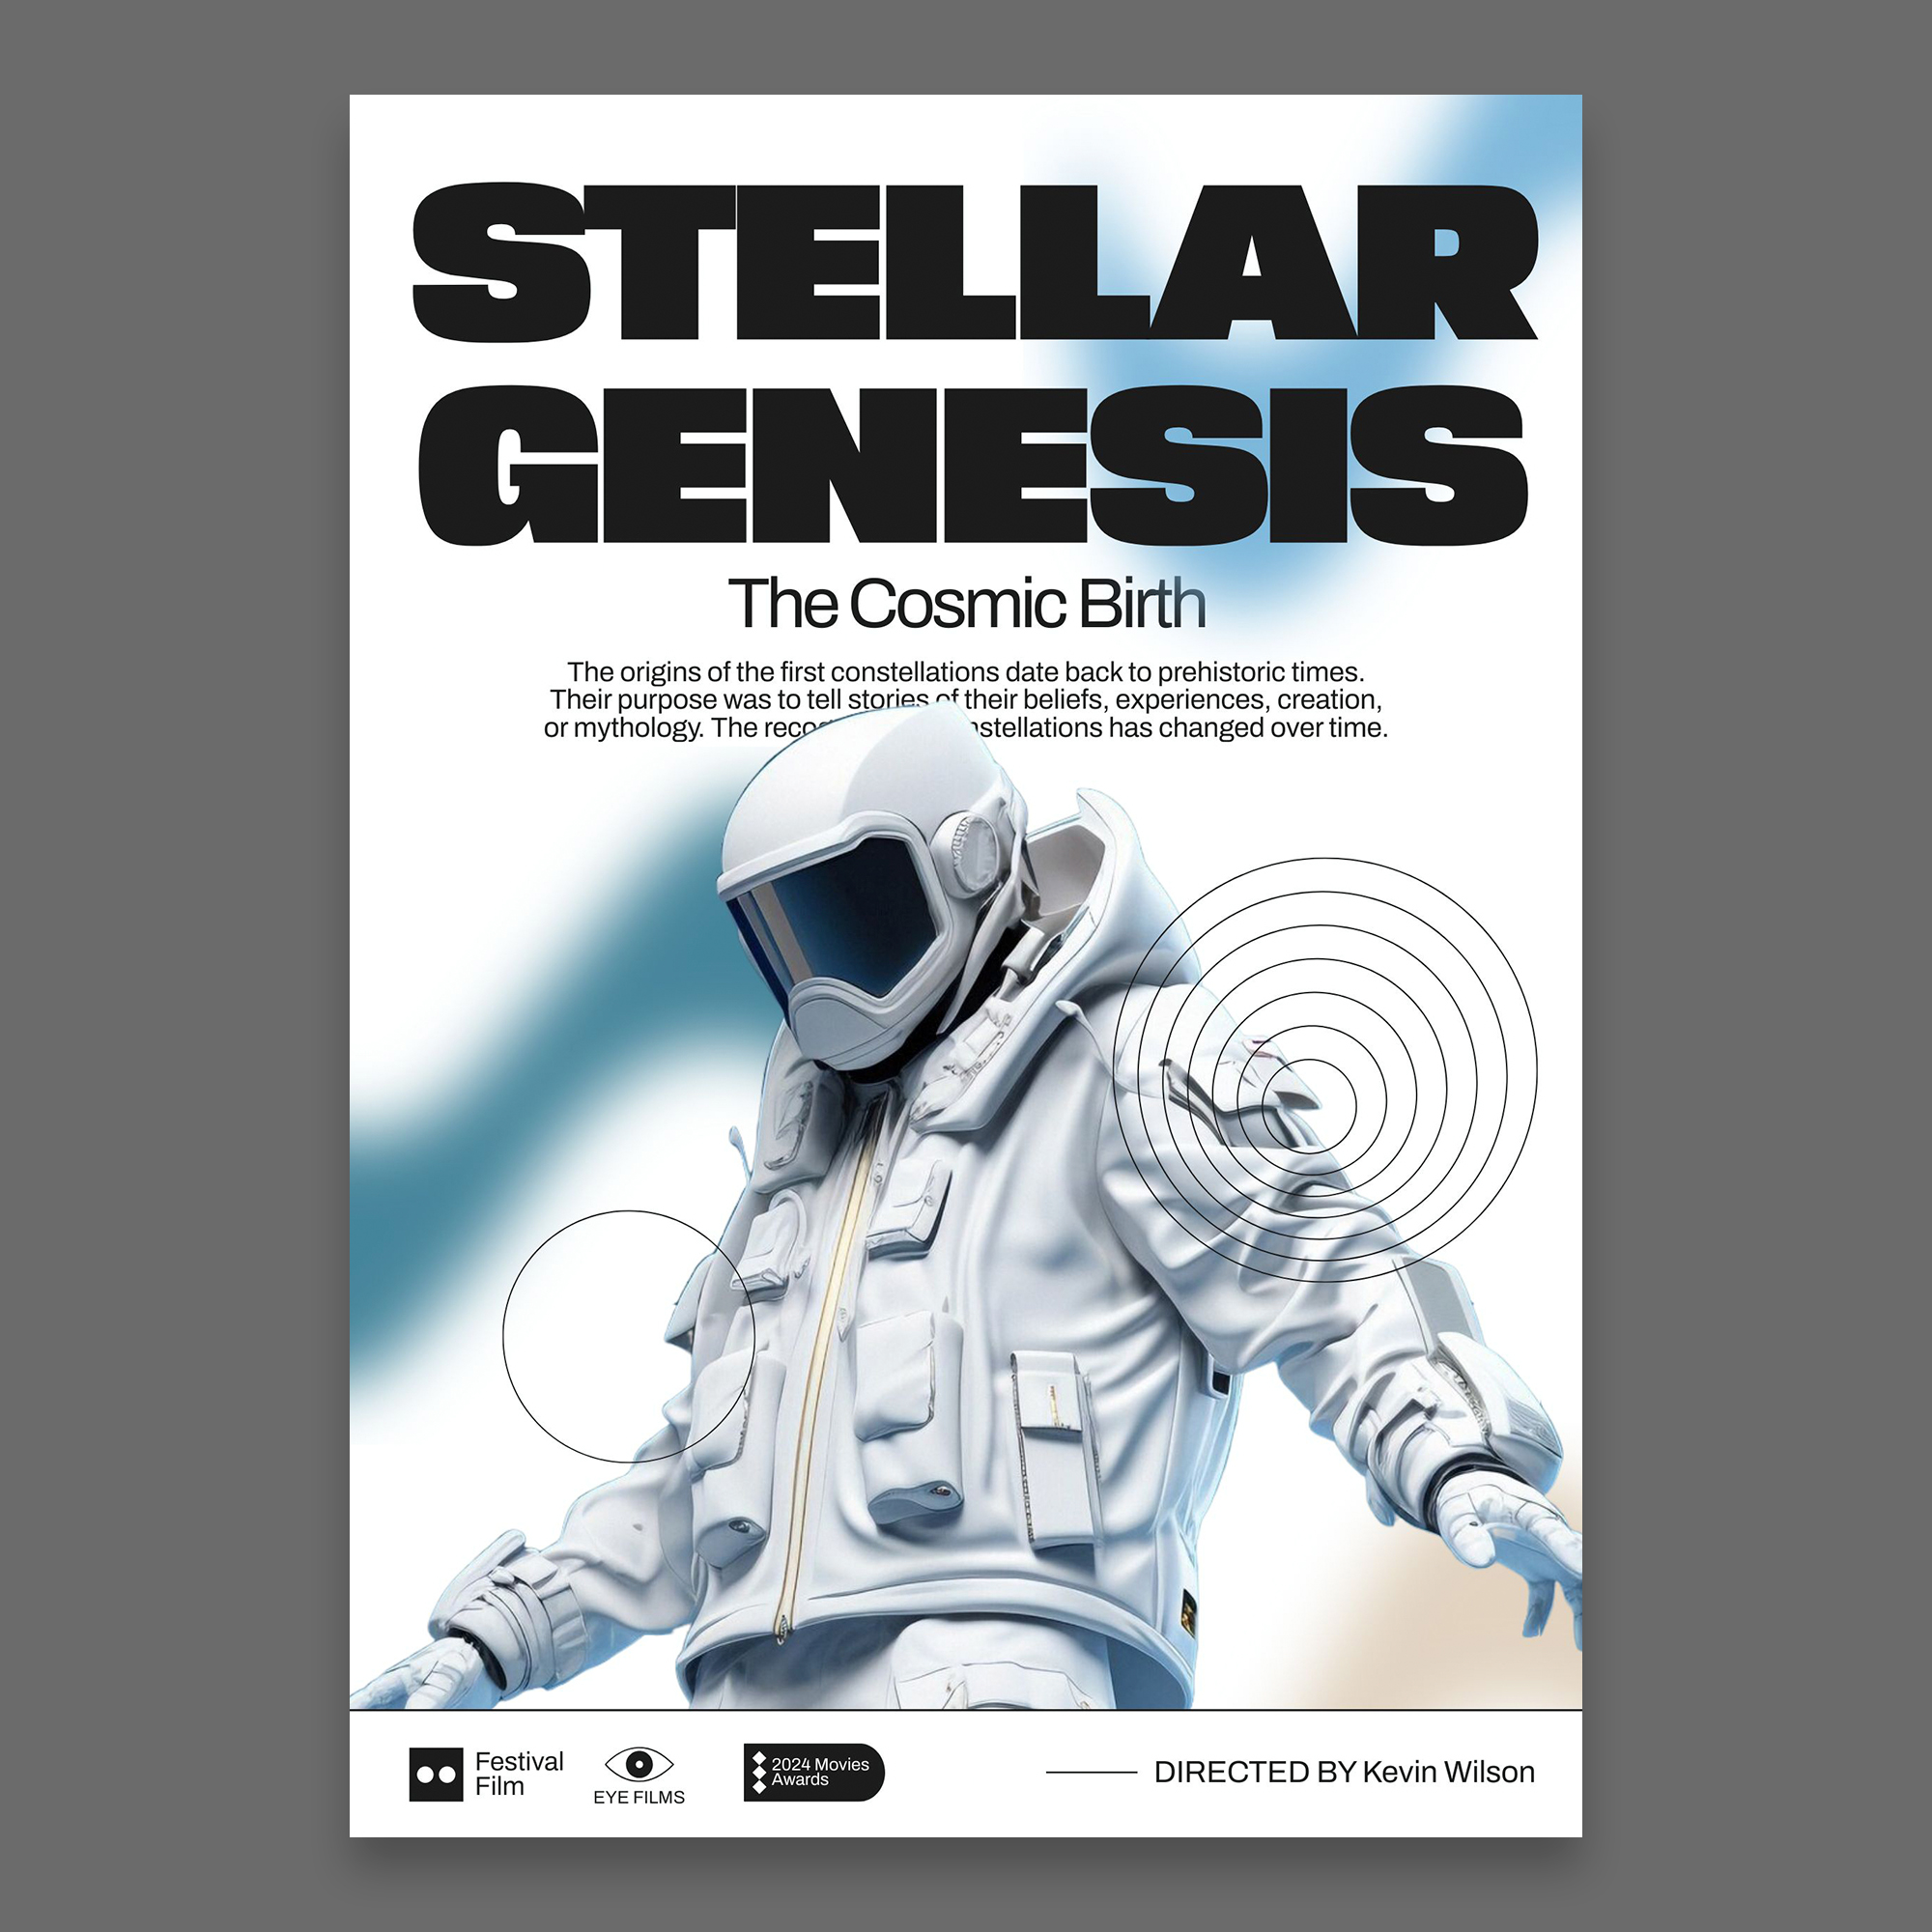 STELLAR
GENESIS
The Cosmic Birth
The origins of the first constellations date back to prehistoric times.
Their purpose was to tell stories of their beliefs, experiences, creation,
or mythology. The has changed over time.
Festival
Film
EYE FILMS
2024 Movies
Awards
DIRECTED BY Kevin Wilson